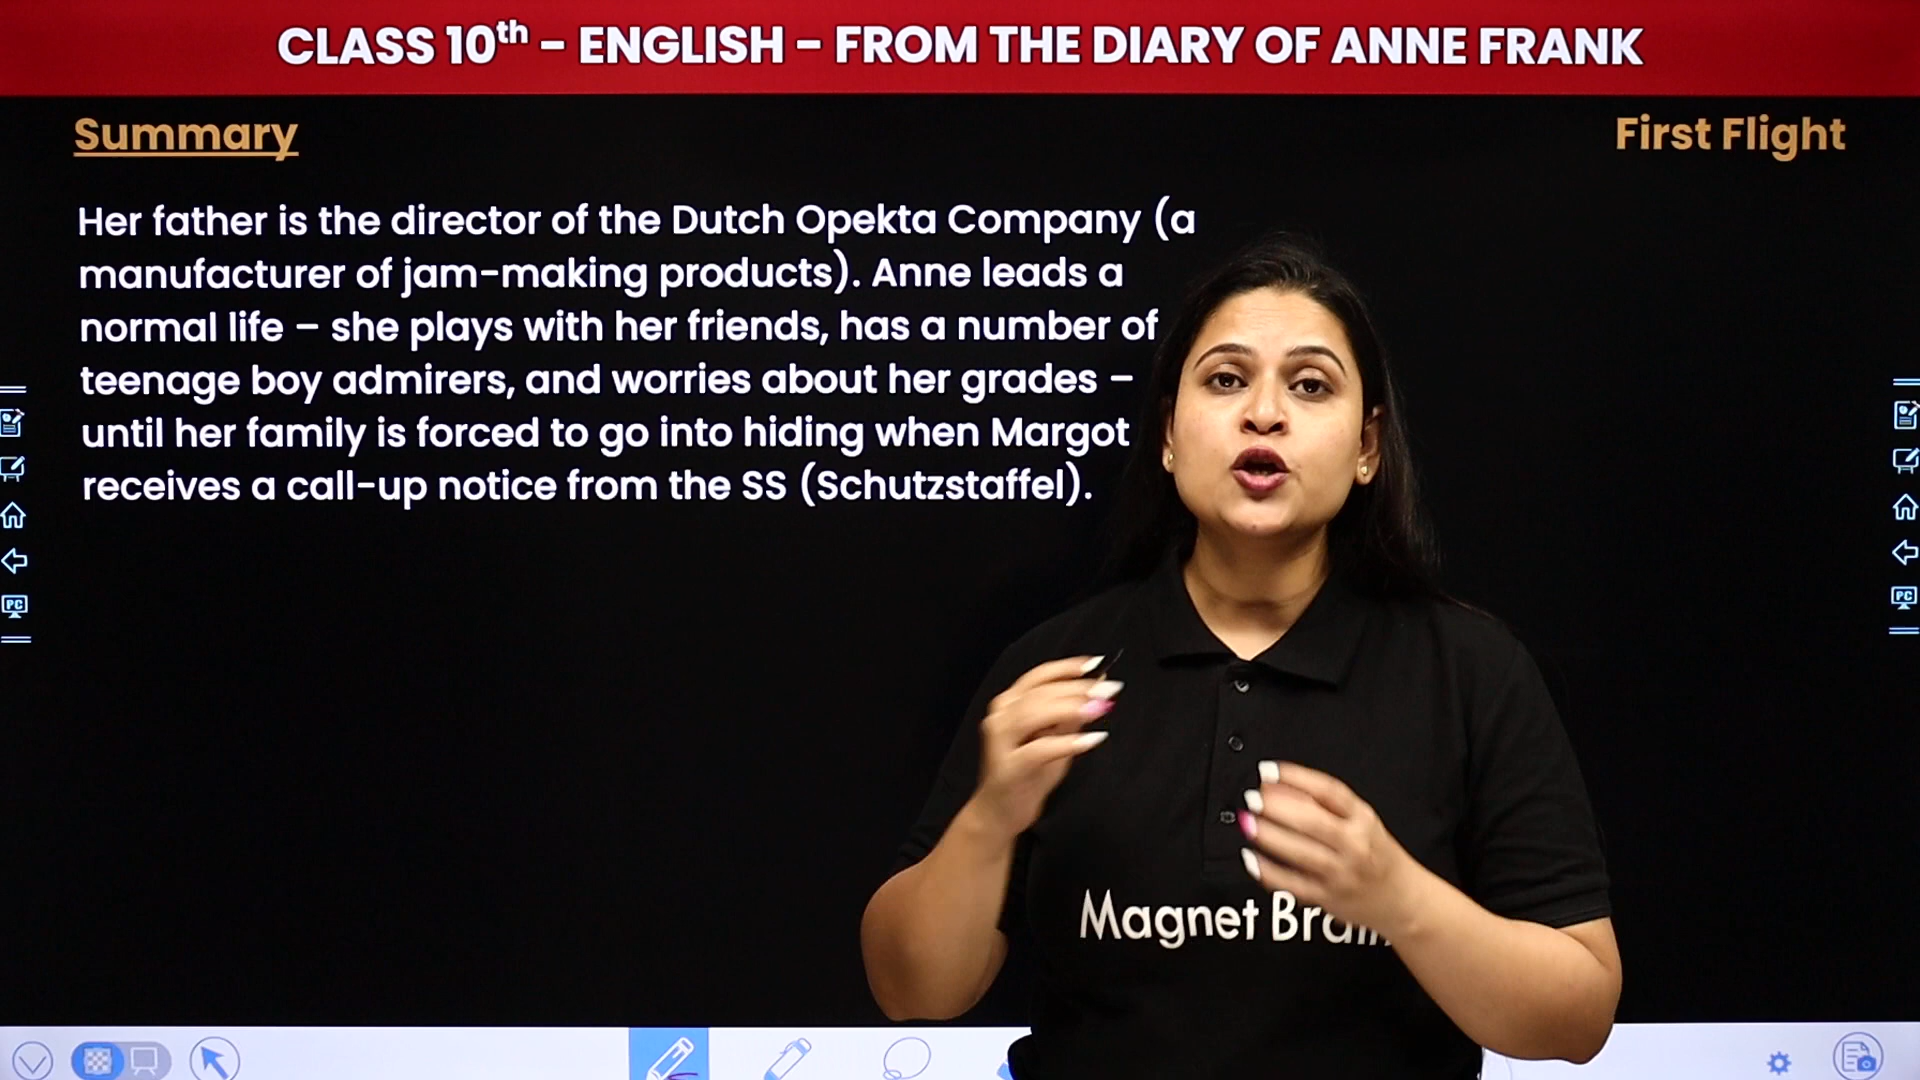 CLASS 10th - ENGLISH - FROM THE DIARY OF ANNE FRANK
Summary
First Flight
Her father is the director of the Dutch Opekta Company (a
manufacturer of jam-making products). Anne leads a
normal life – she plays with her friends, has a number of
teenage boy admirers, and worries about her grades –
until her family is forced to go into hiding when Margot
receives a call-up notice from the SS (Schutzstaffel).
PC
PC
Magnet